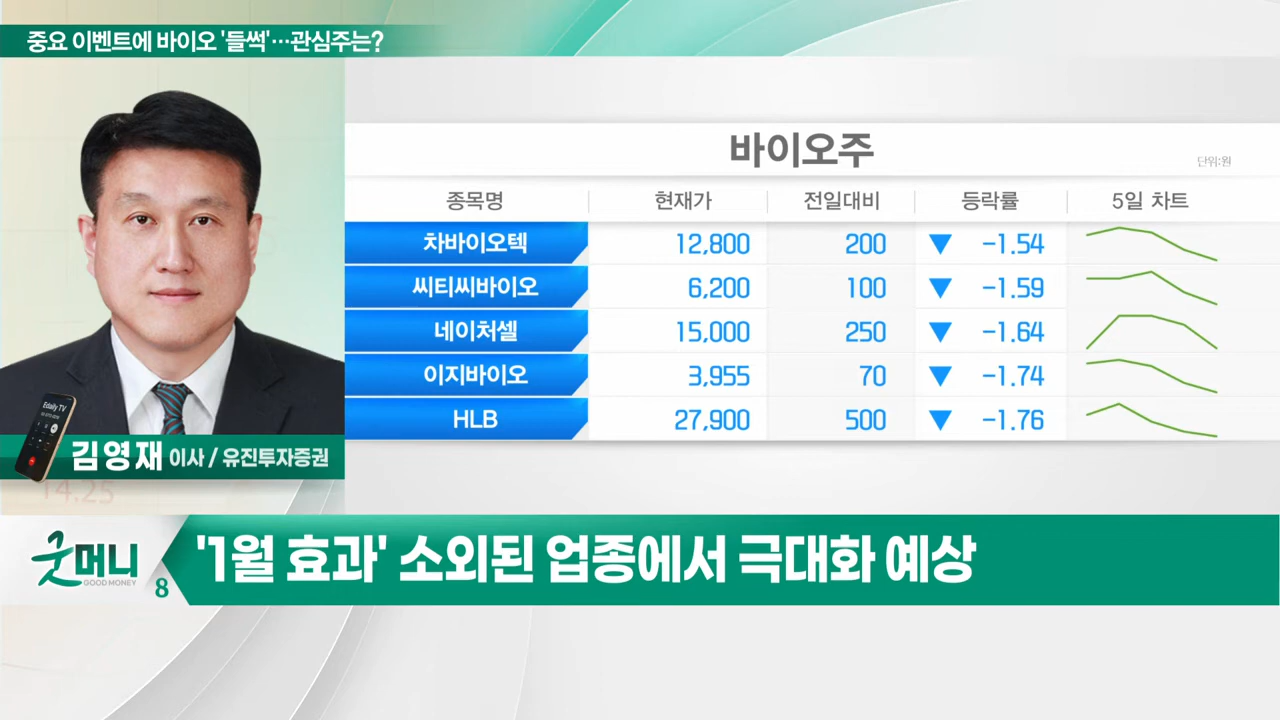 중요 이벤트에 바이오 '들썩'…관심주는?
바이오주
단위:원
종목명 현재가 전일대비 등락률 5일 차트
차바이오텍 12,800 200 ▼ -1.54
씨티씨바이오 6,200 100 ▼ -1.59
네이처셀 15,000 250 ▼ -1.64
이지바이오 3,955 70 ▼ -1.74
HLB 27,900 500 ▼ -1.76
Edaily TV
김영재 이사 / 유진투자증권
14.25
굿머니
GOOD MONEY
8
'1월 효과' 소외된 업종에서 극대화 예상